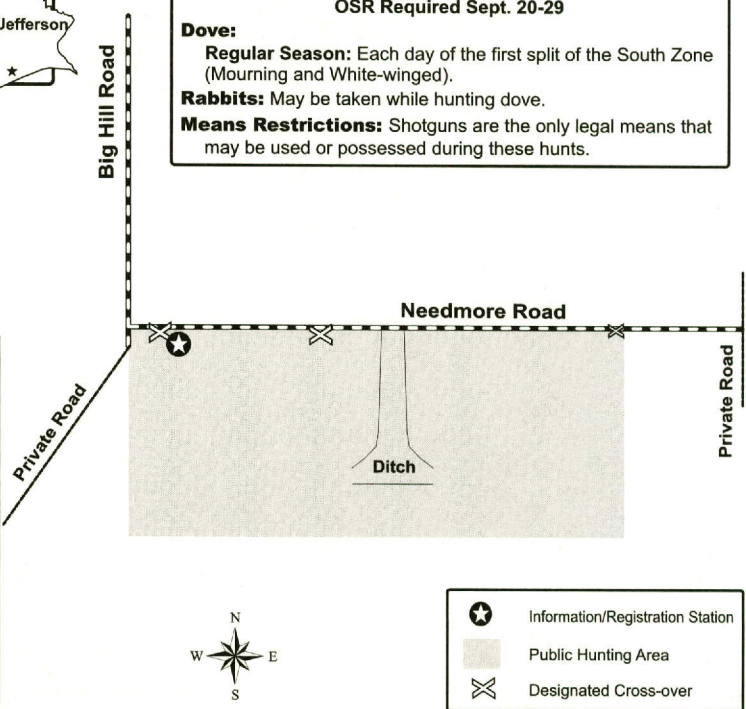 OSR Required Sept. 20-29
Jefferson
Dove:
Regular Season: Each day of the first split of the South Zone
(Mourning and White-winged).
Rabbits: May be taken while hunting dove.
Means Restrictions: Shotguns are the only legal means that
may be used or possessed during these hunts.
Big Hill Road
Needmore Road
Private Road
Private Road
Ditch
N
W E
S
Information/Registration Station
Public Hunting Area
Designated Cross-over